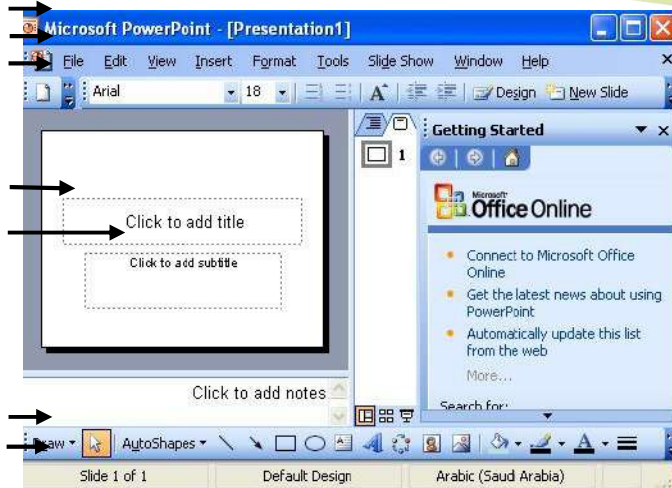 Microsoft PowerPoint - [Presentation1]
File Edit View Insert Format Tools Slide Show Window Help
Arial 18 A Design New Slide
Getting Started
1
Microsoft
Office Online
Click to add title
Click to add subtitle
Connect to Microsoft Office
Online
Get the latest news about using
PowerPoint
Automatically update this list
from the web
More...
Search for:
Click to add notes
Draw AutoShapes A A
Slide 1 of 1 Default Design Arabic (Saudi Arabia)